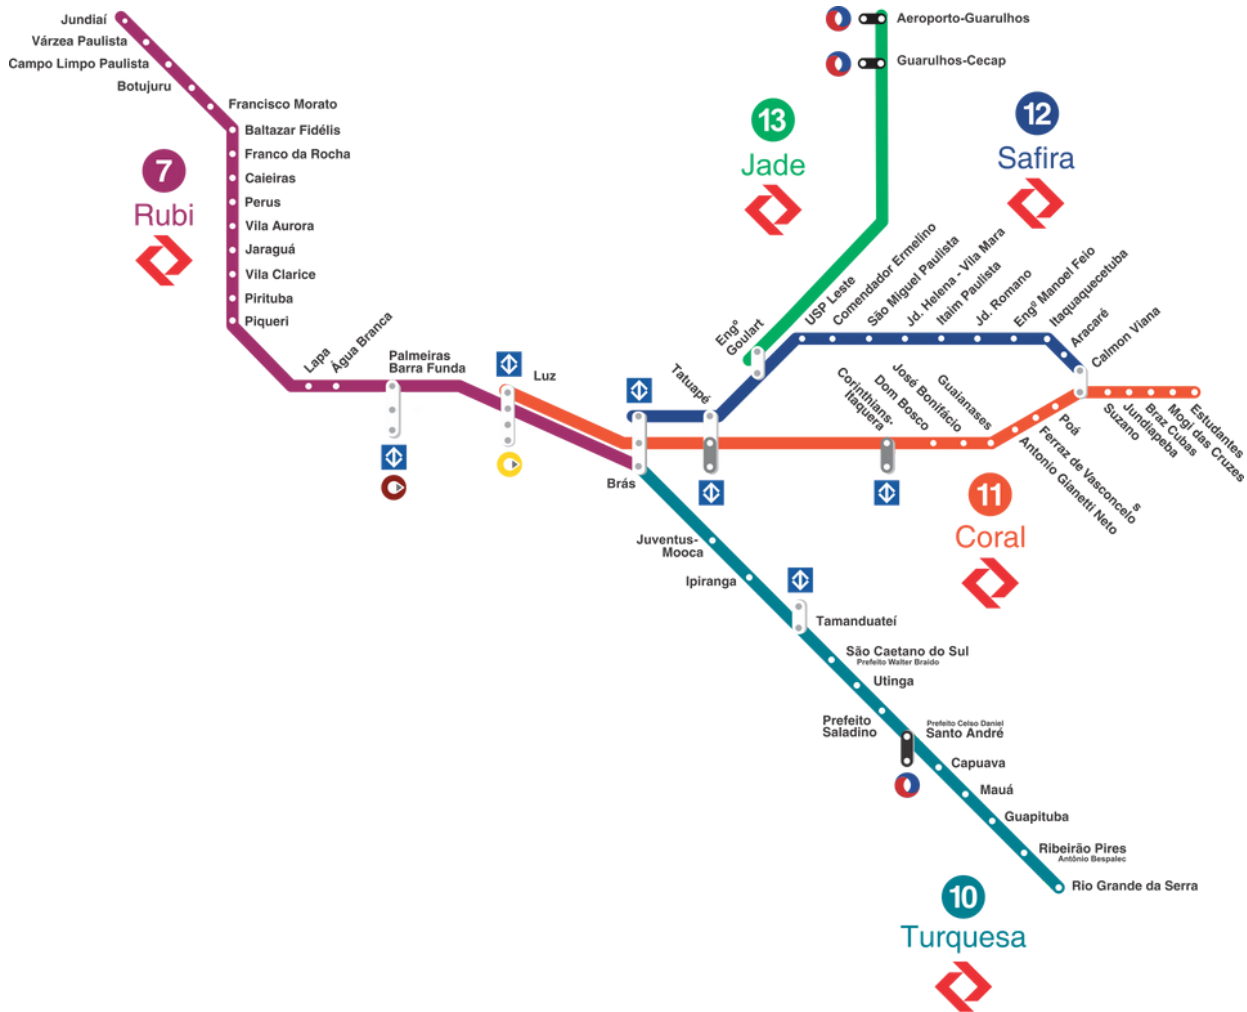 Jundiaí
Várzea Paulista
Campo Limpo Paulista
Botujuru
Francisco Morato
Baltazar Fidélis
Franco da Rocha
Caieiras
Perus
Vila Aurora
Jaraguá
Vila Clarice
Pirituba
Piqueri
7
Rubi
Lapa
Água Branca
Palmeiras
Barra Funda
Luz
Brás
Aeroporto-Guarulhos
Guarulhos-Cecap
13
Jade
12
Safira
Engº
Goulart
Tatuapé
USP Leste
Comendador Ermelino
São Miguel Paulista
Jd. Helena - Vila Mara
Itaim Paulista
Jd. Romano
Engº Manoel Feio
Itaquaquecetuba
Aracaré
Calmon Viana
Corinthians-
Itaquera
Dom Bosco
José Bonifácio
Guaianases
Antonio Gianetti Neto
Ferraz de Vasconcelo
s
Poá
Suzano
Jundiapeba
Braz Cubas
Mogi das Cruzes
Estudantes
11
Coral
Juventus-
Mooca
Ipiranga
Tamanduateí
São Caetano do Sul
Prefeito Walter Braido
Utinga
Prefeito
Saladino
Prefeito Celso Daniel
Santo André
Capuava
Mauá
Guapituba
Ribeirão Pires
Antônio Bespalec
Rio Grande da Serra
10
Turquesa